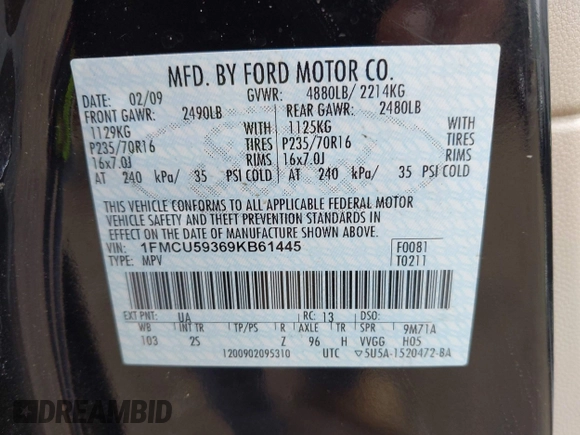 MFD. BY FORD MOTOR CO.
DATE: 02/09 GVWR: 4880LB/ 2214KG
FRONT GAWR: 2490LB REAR GAWR: 2480LB
1129KG WITH 1125KG WITH
P235/70R16 TIRES P235/70R16 TIRES
16x7.0J RIMS 16x7.0J RIMS
AT 240 kPa/ 35 PSI COLD AT 240 kPa/ 35 PSI COLD
THIS VEHICLE CONFORMS TO ALL APPLICABLE FEDERAL MOTOR
VEHICLE SAFETY AND THEFT PREVENTION STANDARDS IN
EFFECT ON THE DATE OF MANUFACTURE SHOWN ABOVE.
VIN: 1FMCU59369KB61445 F0081
TYPE: MPV T0211
EXT PNT: UA RC: 13 DSO:
WB INT TR TP/PS R AXLE TR SPR 9M71A
103 2S Z 96 H VVGG H05
1200902095310 UTC ▽5U5A-1520472-BA
DREAMBID